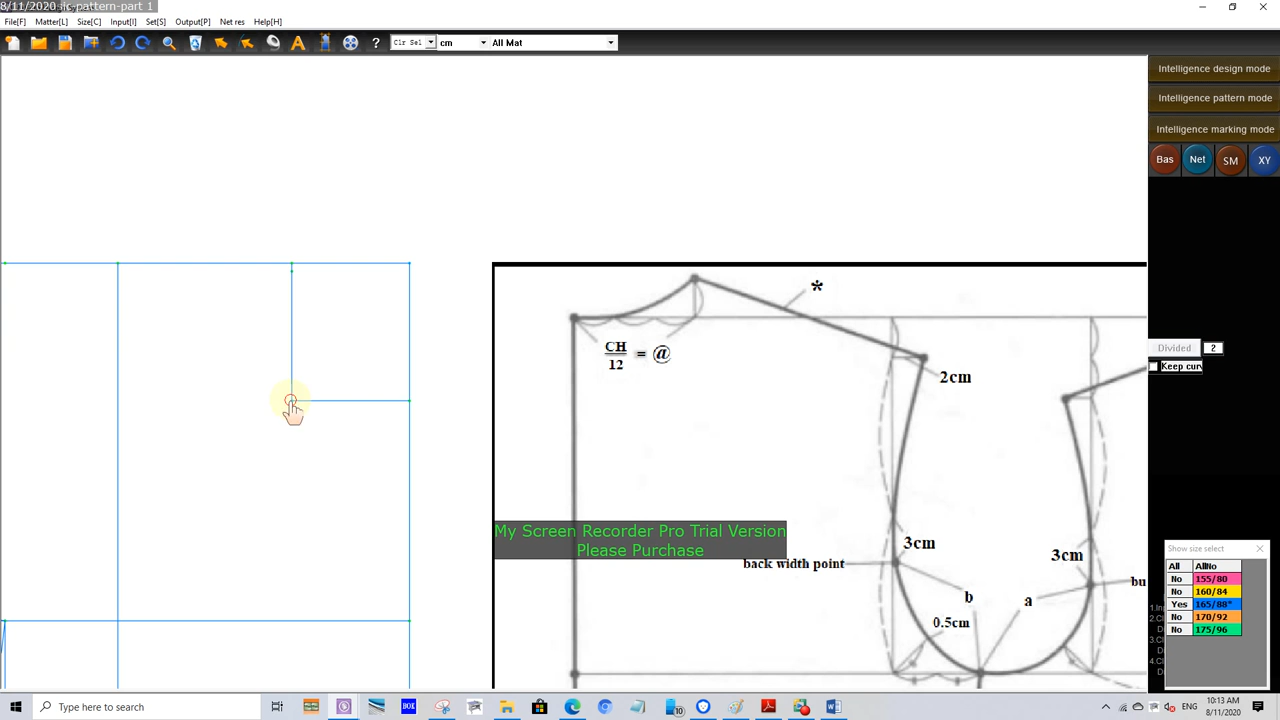 8/11/2020 ilc-pattern-part 1
File[F] Matter[L] Size[C] Input[I] Set[S] Output[P] Net res Help[H]
Clr Sel cm All Mat
Intelligence design mode
Intelligence pattern mode
Intelligence marking mode
Bas Net SM XY
*
CH
12 = @
2cm
Divided 2
Keep cur
My Screen Recorder Pro Trial Version
Please Purchase
3cm
3cm
back width point
bu
b
a
0.5cm
Show size select
All AllNo
No 155/80
No 160/84
Yes 165/88*
No 170/92
No 175/96
Type here to search
10:13 AM
8/11/2020
BOK
10